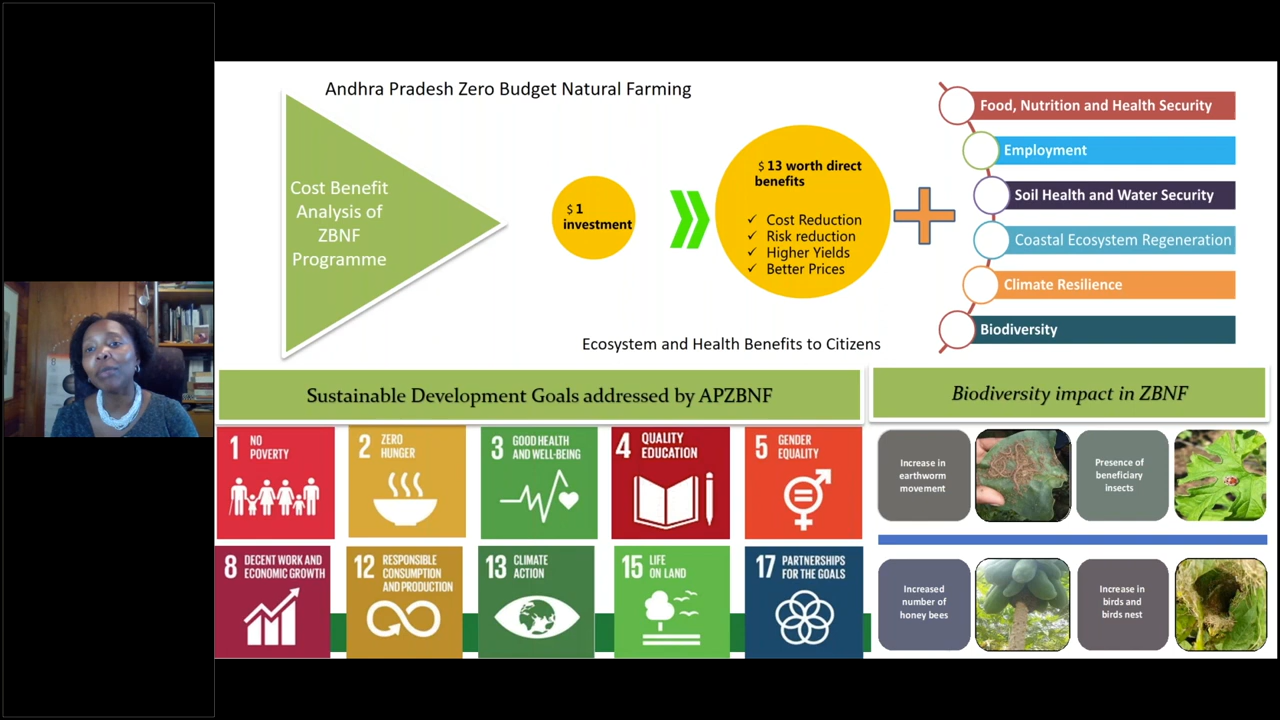 Andhra Pradesh Zero Budget Natural Farming
Cost Benefit
Analysis of
ZBNF
Programme
$ 1
investment
$ 13 worth direct
benefits
✓ Cost Reduction
✓ Risk reduction
✓ Higher Yields
✓ Better Prices
Food, Nutrition and Health Security
Employment
Soil Health and Water Security
Coastal Ecosystem Regeneration
Climate Resilience
Biodiversity
Ecosystem and Health Benefits to Citizens
Sustainable Development Goals addressed by APZBNF
1 NO
POVERTY
2 ZERO
HUNGER
3 GOOD HEALTH
AND WELL-BEING
4 QUALITY
EDUCATION
5 GENDER
EQUALITY
8 DECENT WORK AND
ECONOMIC GROWTH
12 RESPONSIBLE
CONSUMPTION
AND PRODUCTION
13 CLIMATE
ACTION
15 LIFE
ON LAND
17 PARTNERSHIPS
FOR THE GOALS
Biodiversity impact in ZBNF
Increase in
earthworm
movement
Presence of
beneficiary
insects
Increased
number of
honey bees
Increase in
birds and
birds nest